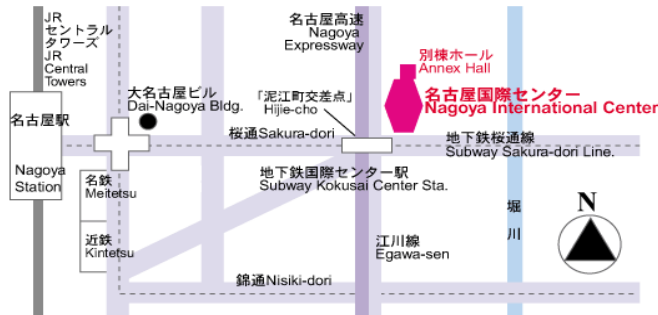 JR
セントラル
タワーズ
JR
Central
Towers
名古屋高速
Nagoya
Expressway
別棟ホール
Annex Hall
大名古屋ビル
Dai-Nagoya Bldg.
「泥江町交差点」
Hijie-cho
名古屋国際センター
Nagoya International Center
名古屋駅
桜通Sakura-dori
地下鉄桜通線
Subway Sakura-dori Line.
Nagoya
Station
名鉄
Meitetsu
地下鉄国際センター駅
Subway Kokusai Center Sta.
堀
川
N
近鉄
Kintetsu
江川線
Egawa-sen
錦通Nisiki-dori